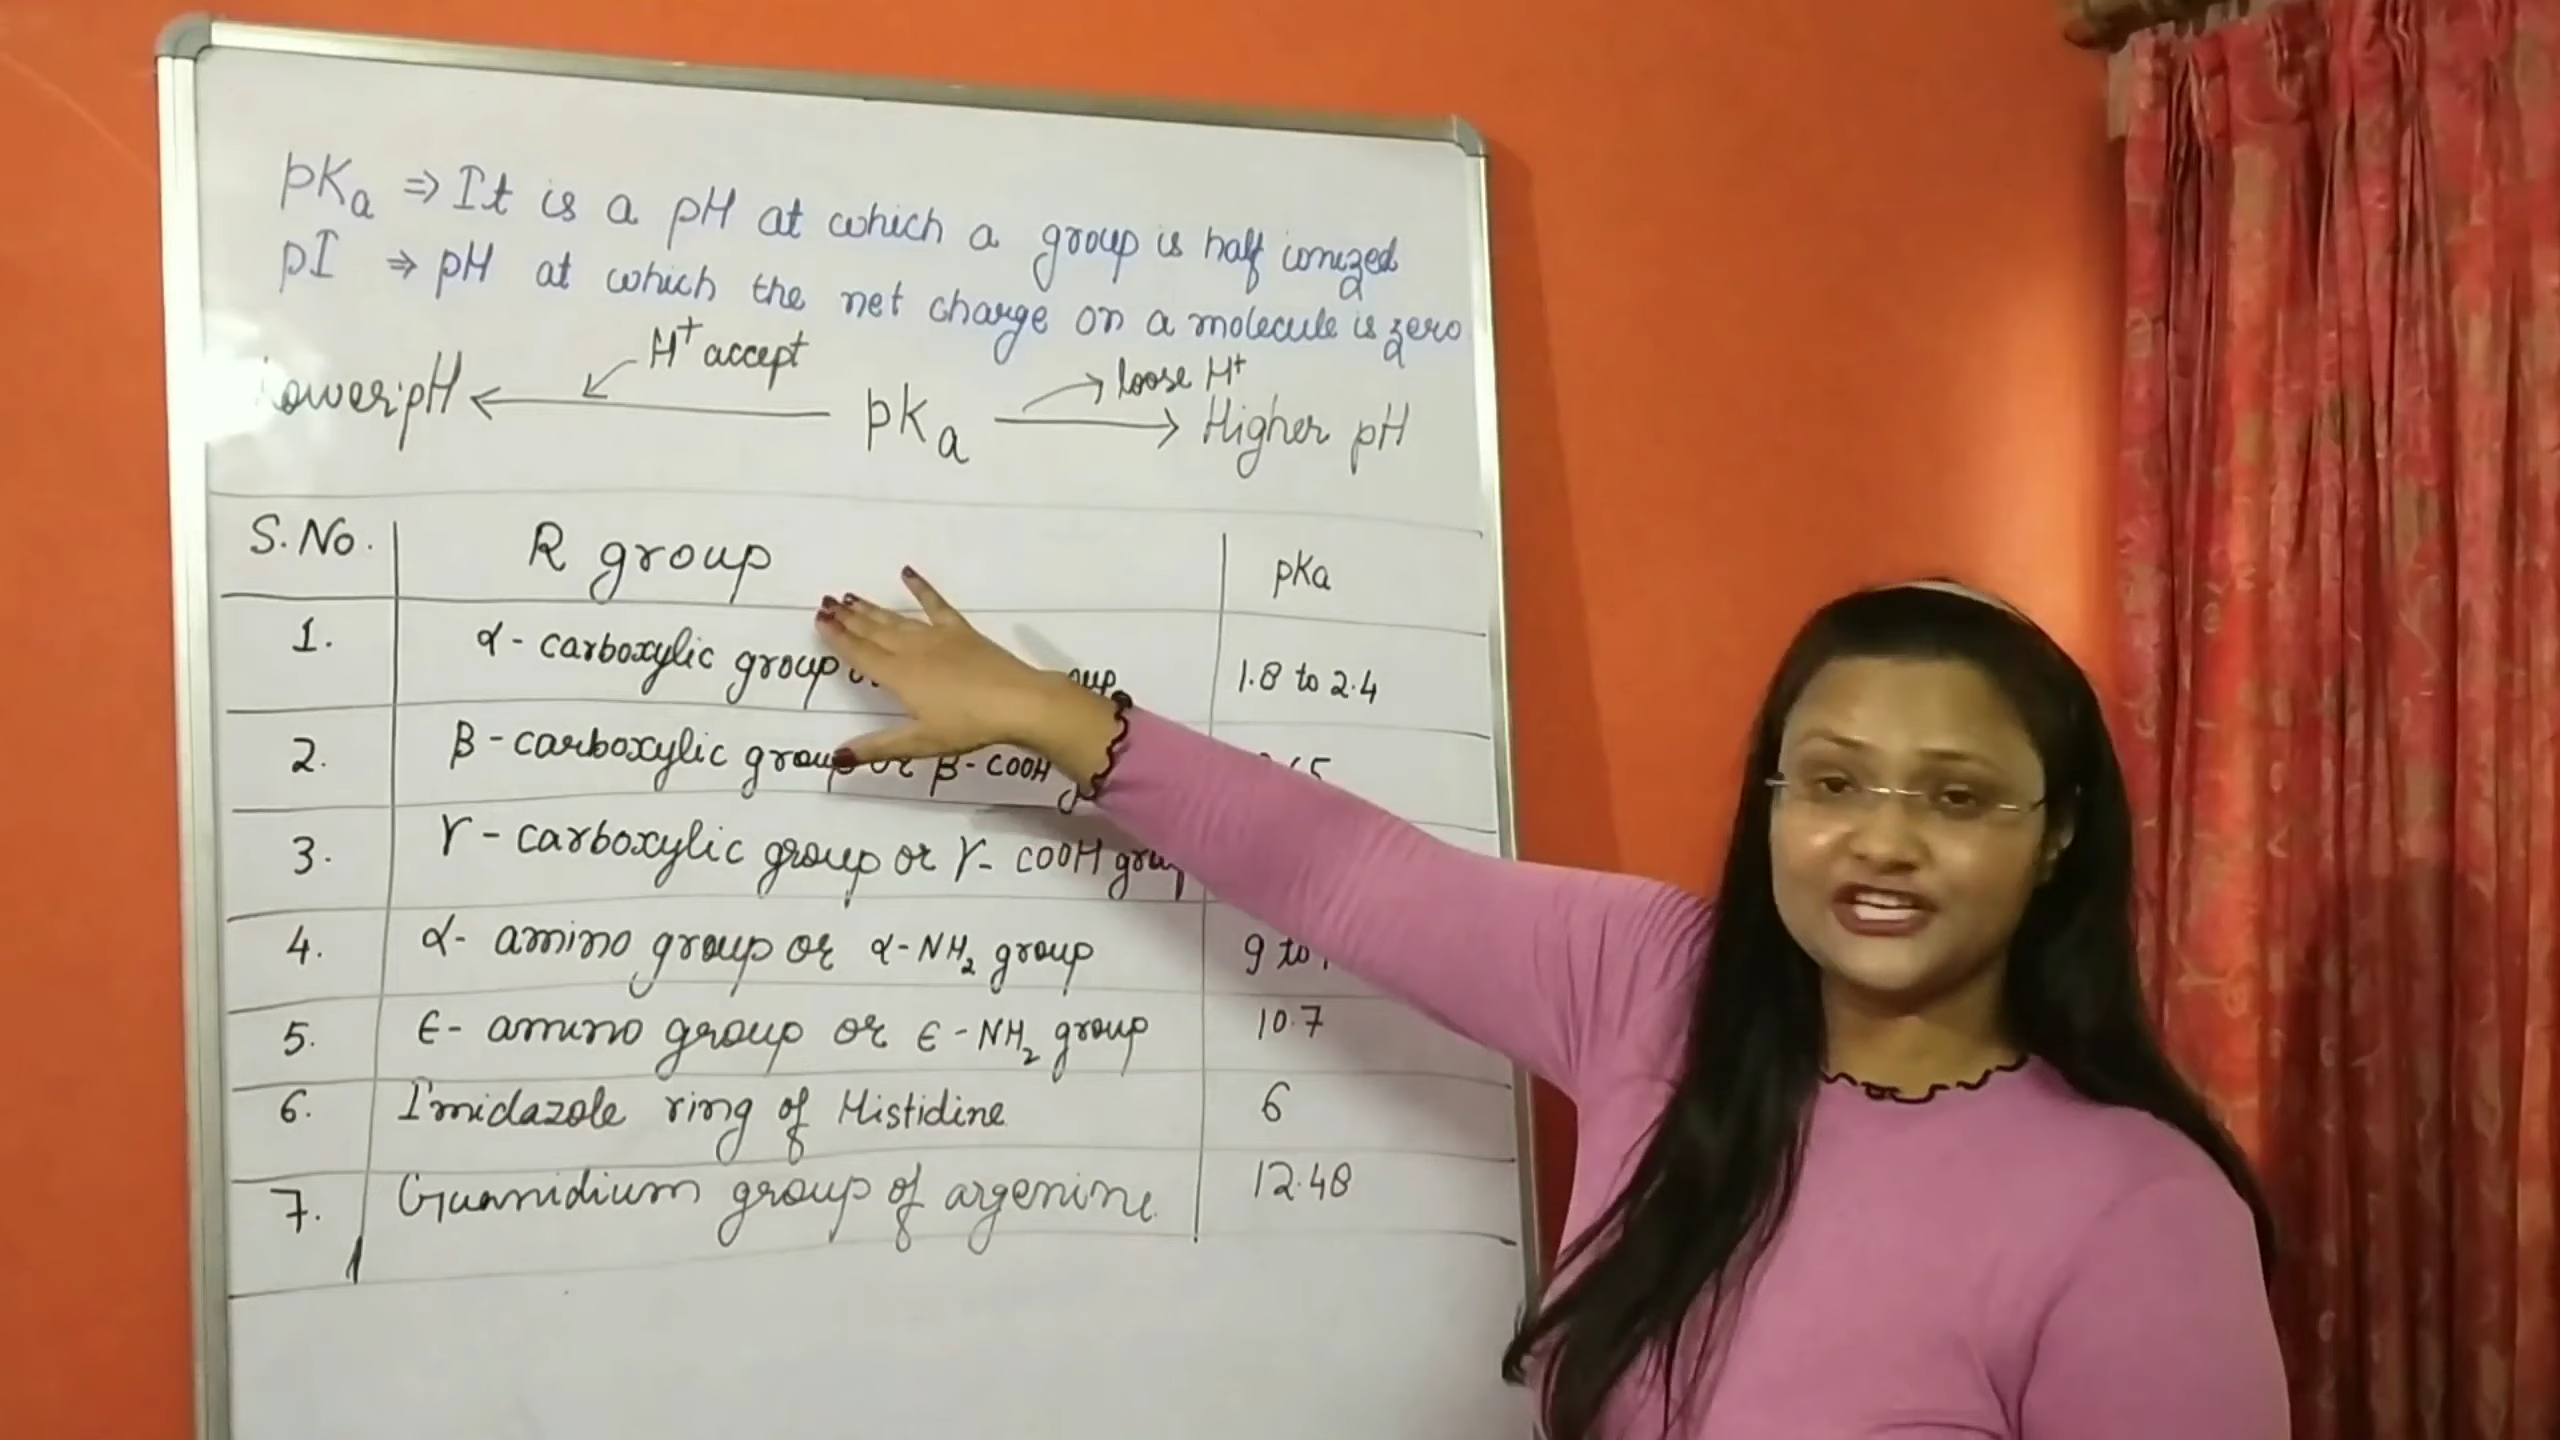 pKa ⇒ It is a pH at which a group is half ionized
pI ⇒ pH at which the net charge on a molecule is zero
H⁺ accept
loose H⁺
Lower pH ← pKa → Higher pH
S.No. R group pKa
1. α- carboxylic group 1.8 to 2.4
2. β - carboxylic group or β- COOH
3. γ - carboxylic group or γ- COOH group
4. α- amino group or α-NH₂ group 9 to
5. ϵ- amino group or ϵ-NH₂ group 10.7
6. Imidazole ring of Histidine 6
7. Guanidium group of argenine 12.48